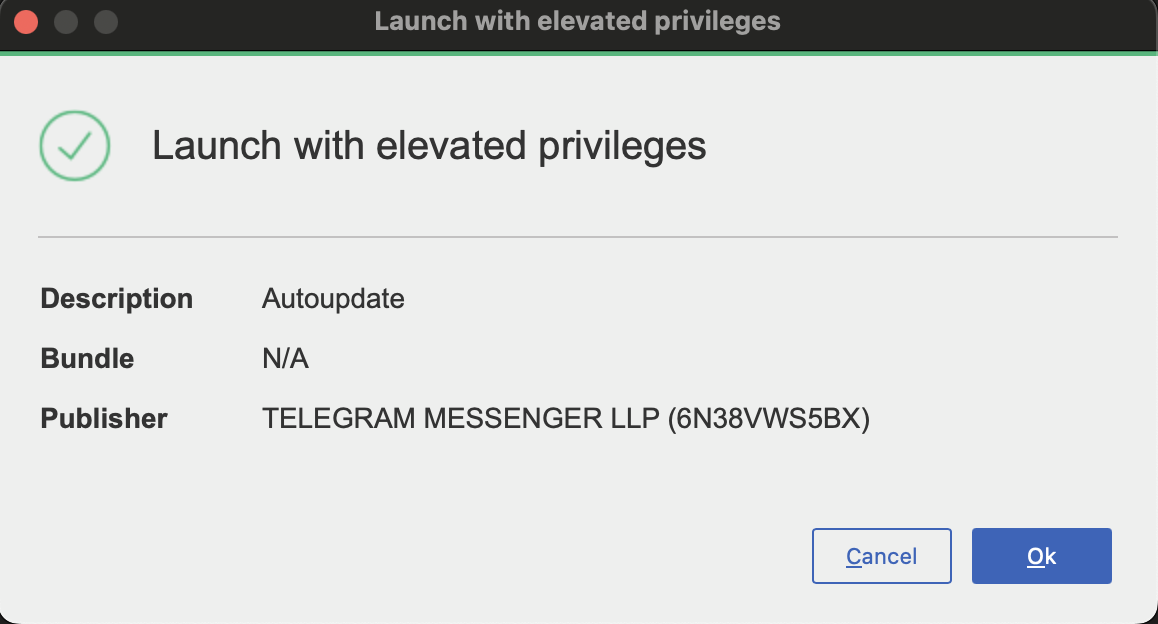 Launch with elevated privileges
Launch with elevated privileges
Description Autoupdate
Bundle N/A
Publisher TELEGRAM MESSENGER LLP (6N38VWS5BX)
Cancel Ok